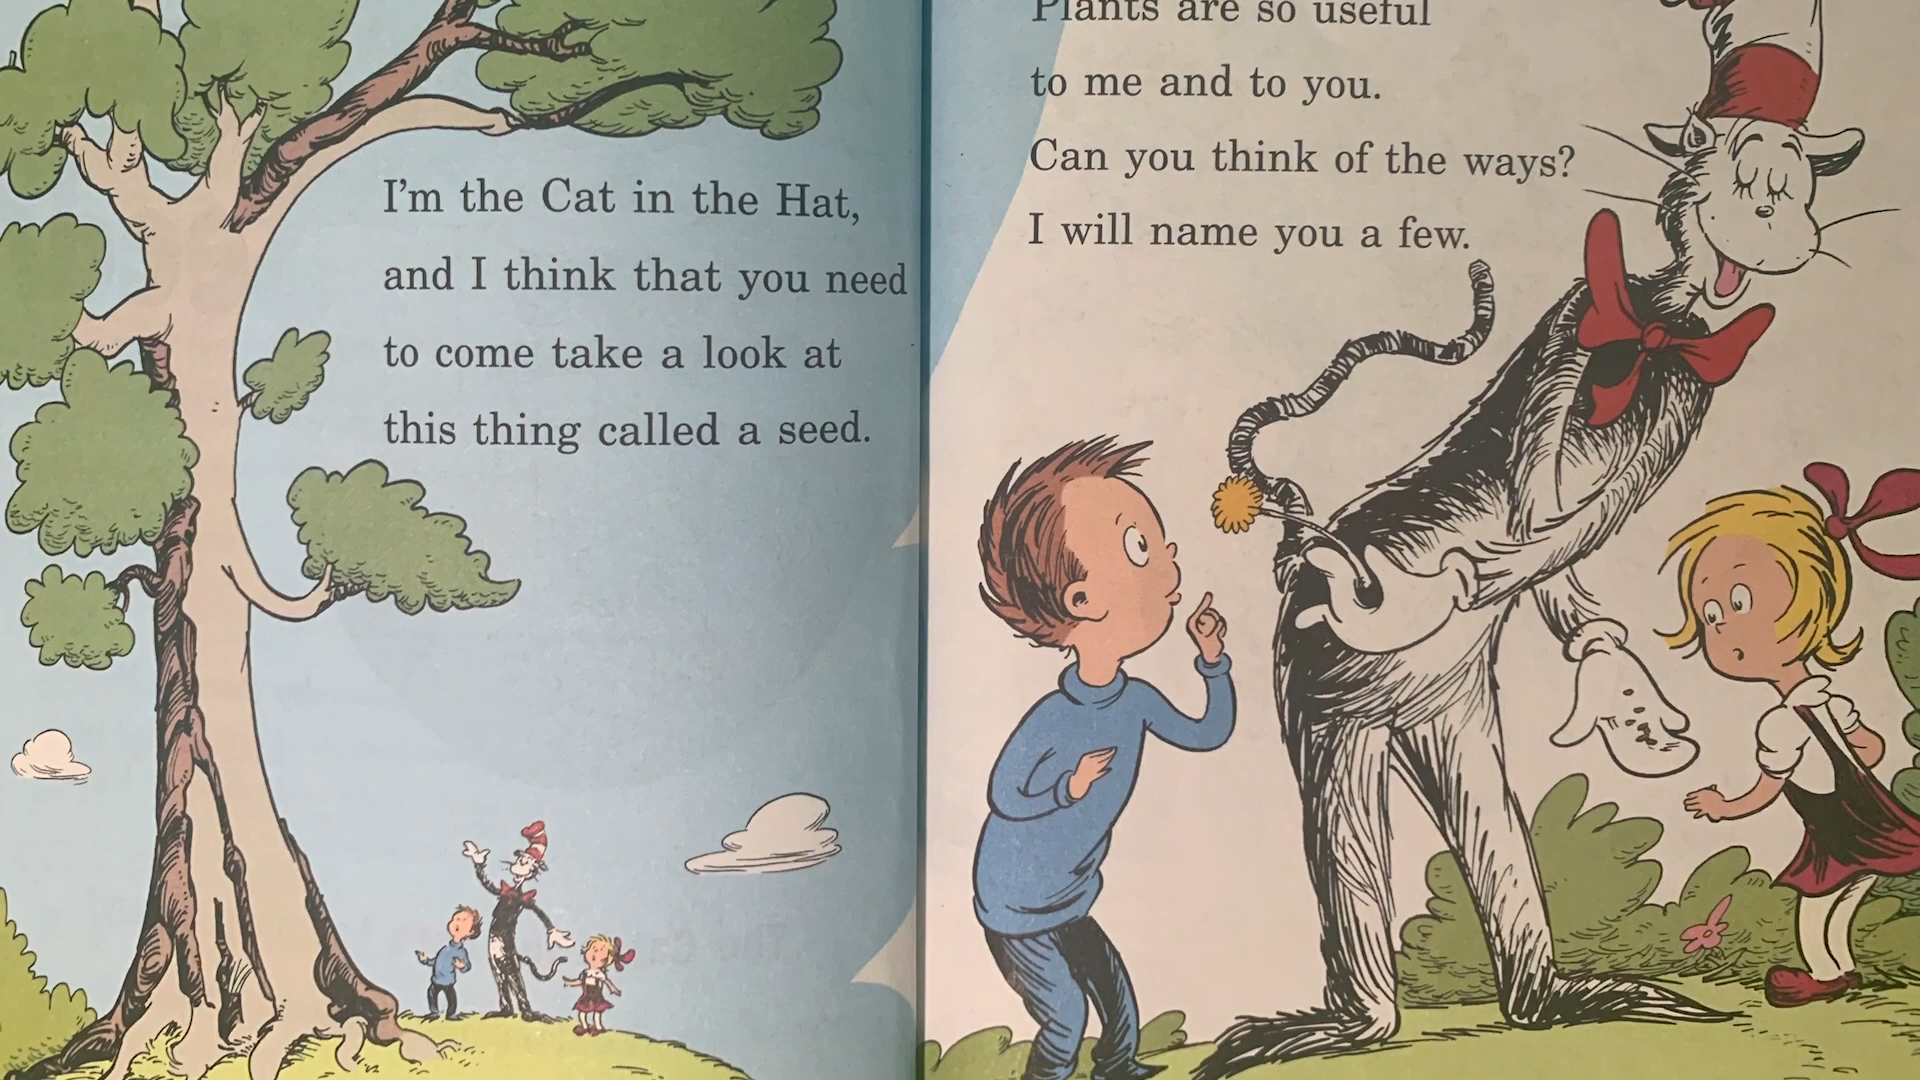 I'm the Cat in the Hat,
and I think that you need
to come take a look at
this thing called a seed.
Plants are so useful
to me and to you.
Can you think of the ways?
I will name you a few.